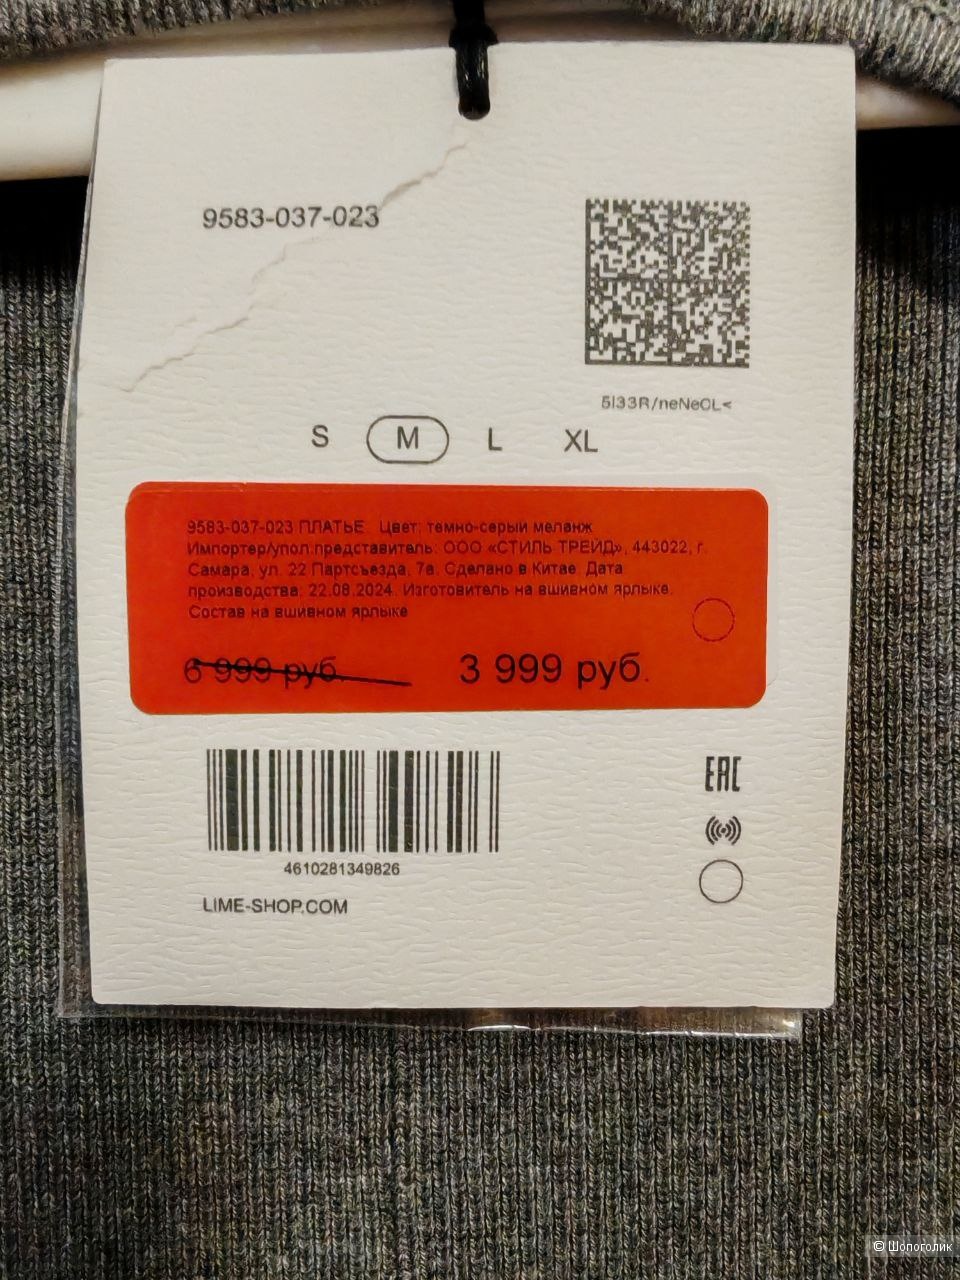 9583-037-023
5I33R/neNeCL<
S M L XL
9583-037-023 ПЛАТЬЕ Цвет: темно-серый меланж
Импортер/упол.представитель: ООО «СТИЛЬ ТРЕЙД», 443022, г.
Самара, ул. 22 Партсъезда, 7а. Сделано в Китае. Дата
производства: 22.08.2024. Изготовитель на вшивном ярлыке.
Состав на вшивном ярлыке
6 999 руб. 3 999 руб.
EAC
4610281349826
LIME-SHOP.COM
© Шопоголик